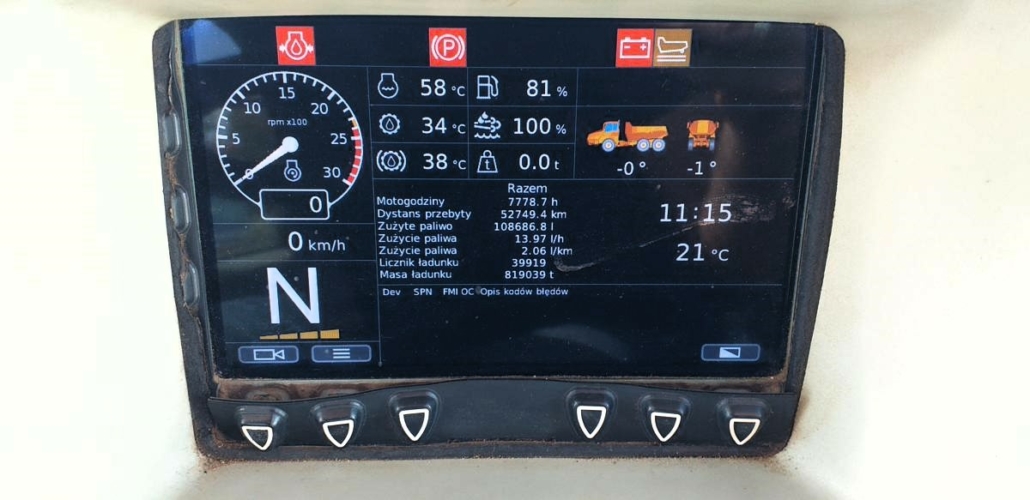 P
15
10
20
rpm x100
5
25
0
30
0
0 km/h
N
58 °C
81 %
34 °C
100 %
38 °C
t
0.0 t
-0 °
-1 °
Razem
Motogodziny 7778.7 h
Dystans przebyty 52749.4 km
Zużyte paliwo 108686.8 l
Zużycie paliwa 13.97 l/h
Zużycie paliwa 2.06 l/km
Licznik ładunku 39919
Masa ładunku 819039 t
Dev SPN FMI OC Opis kodów błędów
11:15
21 °C